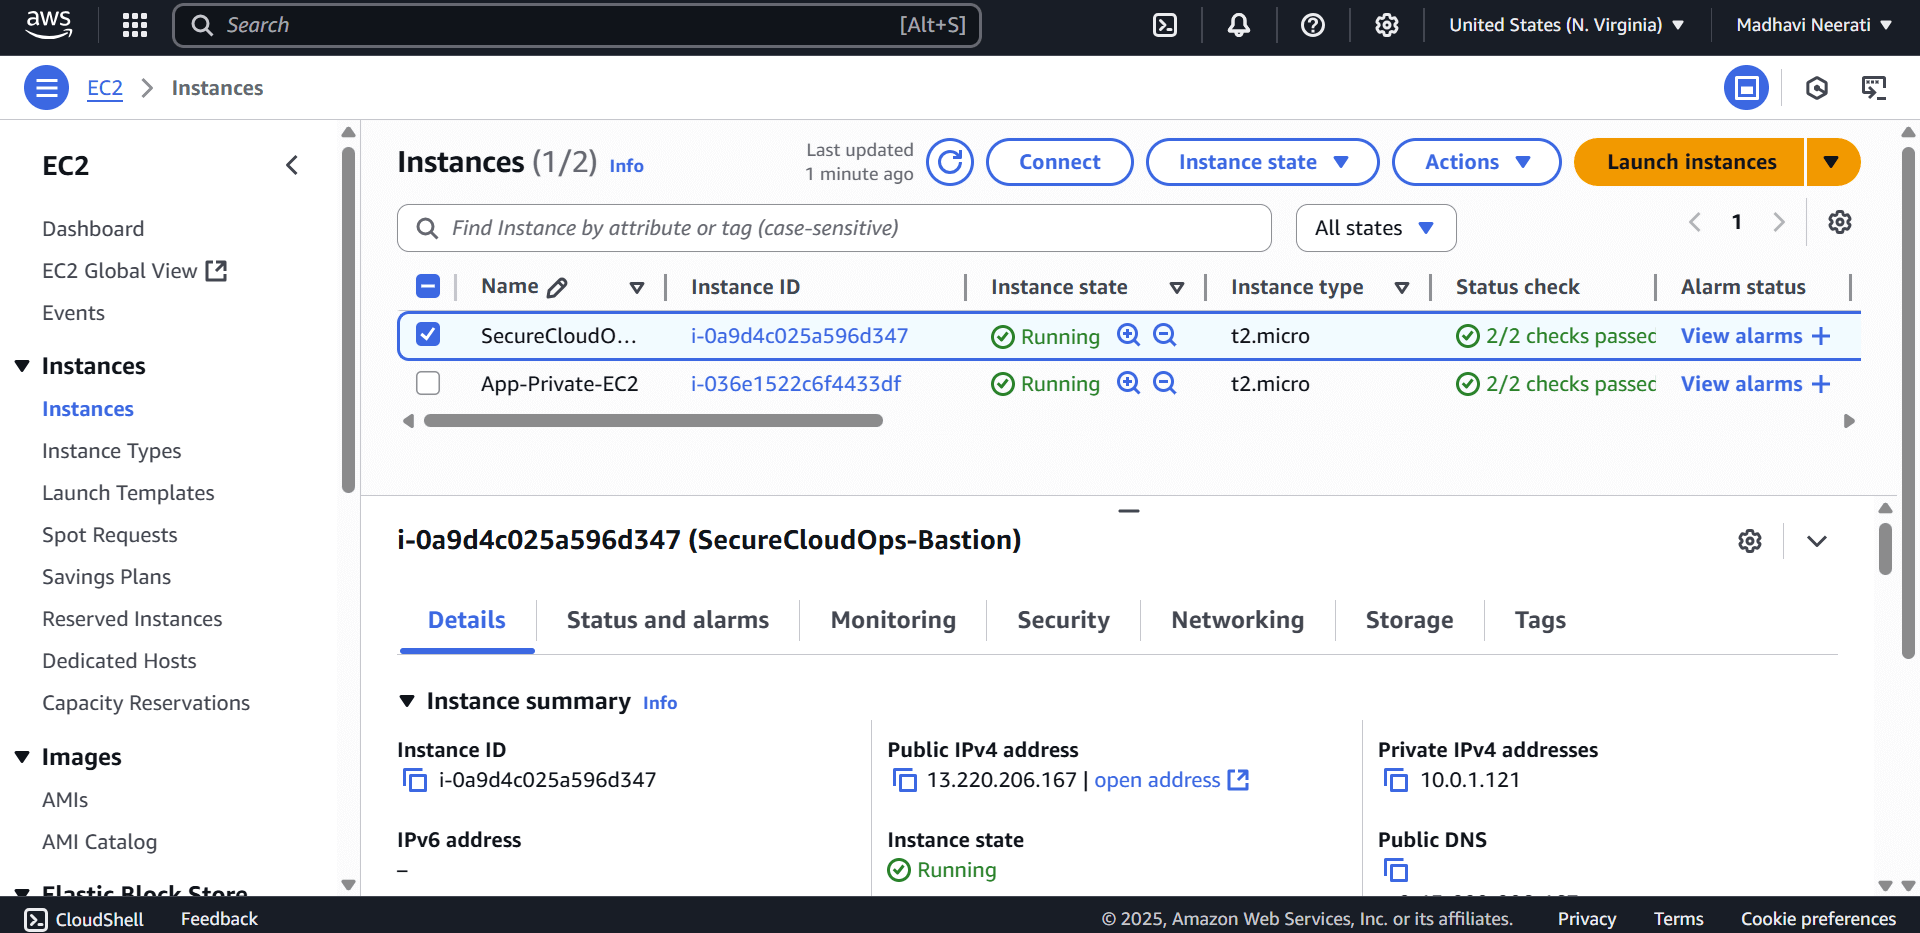 aws
Search [Alt+S]
United States (N. Virginia)
Madhavi Neerati
EC2 Instances
EC2
Dashboard
EC2 Global View
Events
Instances
Instances
Instance Types
Launch Templates
Spot Requests
Savings Plans
Reserved Instances
Dedicated Hosts
Capacity Reservations
Images
AMIs
AMI Catalog
Elastic Block Store
Instances (1/2) Info
Last updated
1 minute ago
Connect
Instance state
Actions
Launch instances
Find Instance by attribute or tag (case-sensitive)
All states
1
Name Instance ID Instance state Instance type Status check Alarm status
SecureCloudO... i-0a9d4c025a596d347 Running t2.micro 2/2 checks passed View alarms +
App-Private-EC2 i-036e1522c6f4433df Running t2.micro 2/2 checks passed View alarms +
i-0a9d4c025a596d347 (SecureCloudOps-Bastion)
Details Status and alarms Monitoring Security Networking Storage Tags
Instance summary Info
Instance ID
i-0a9d4c025a596d347
Public IPv4 address
13.220.206.167 | open address
Private IPv4 addresses
10.0.1.121
IPv6 address
–
Instance state
Running
Public DNS
CloudShell Feedback
© 2025, Amazon Web Services, Inc. or its affiliates. Privacy Terms Cookie preferences